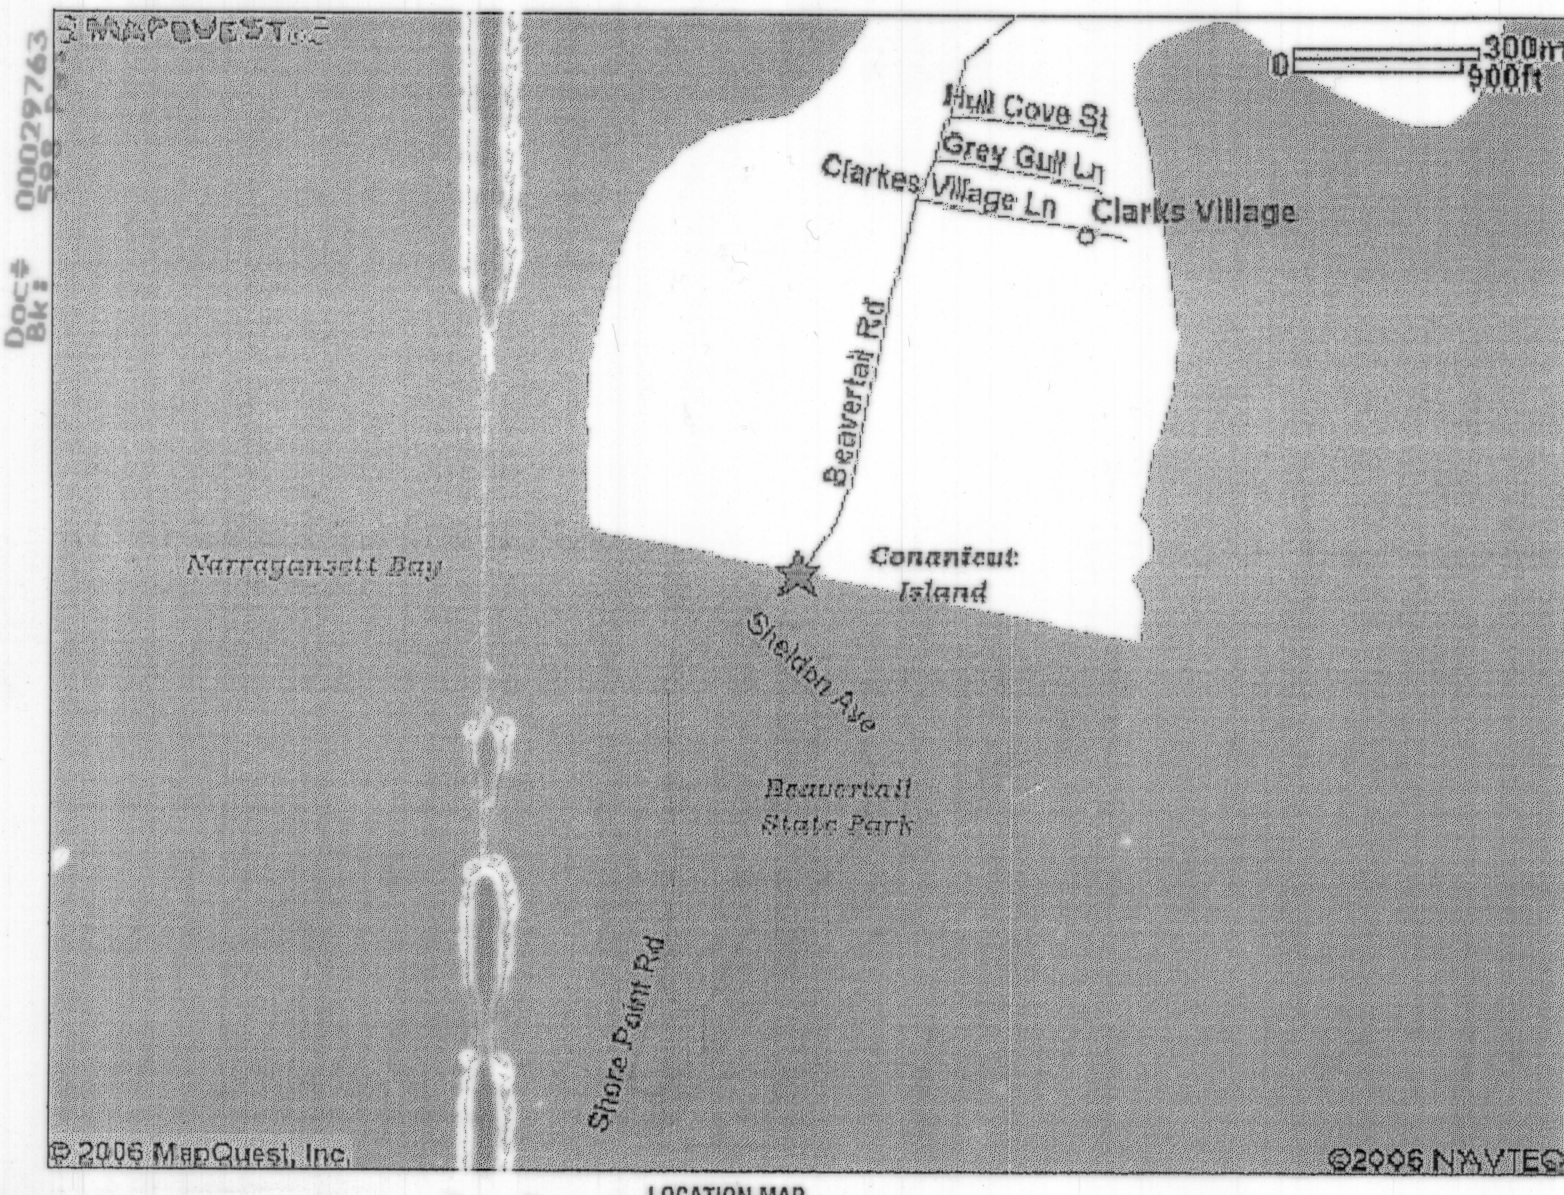 MAPQUEST
300m
0
900ft
Doc# 00029763
Bk:
Hull Cove St
Grey Gull Ln
Clarkes Village Ln
Clarks Village
Beavertail Rd
Narragansett Bay
Conanicut
Island
Sheldon Ave
Beavertail
State Park
Shore Point Rd
© 2006 MapQuest, Inc.
©2006 NAVTEQ
LOCATION MAP